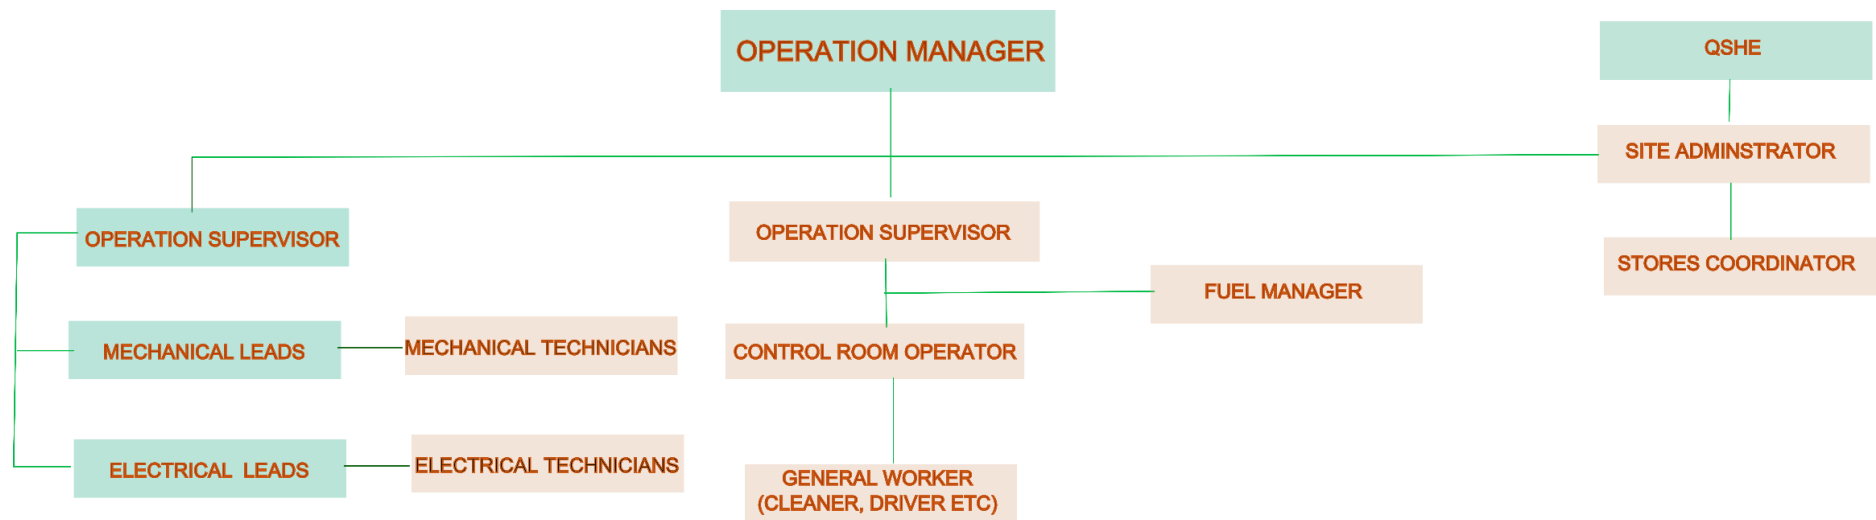 OPERATION MANAGER
QSHE
SITE ADMINSTRATOR
OPERATION SUPERVISOR
OPERATION SUPERVISOR
STORES COORDINATOR
FUEL MANAGER
MECHANICAL LEADS
MECHANICAL TECHNICIANS
CONTROL ROOM OPERATOR
ELECTRICAL LEADS
ELECTRICAL TECHNICIANS
GENERAL WORKER
(CLEANER, DRIVER ETC)